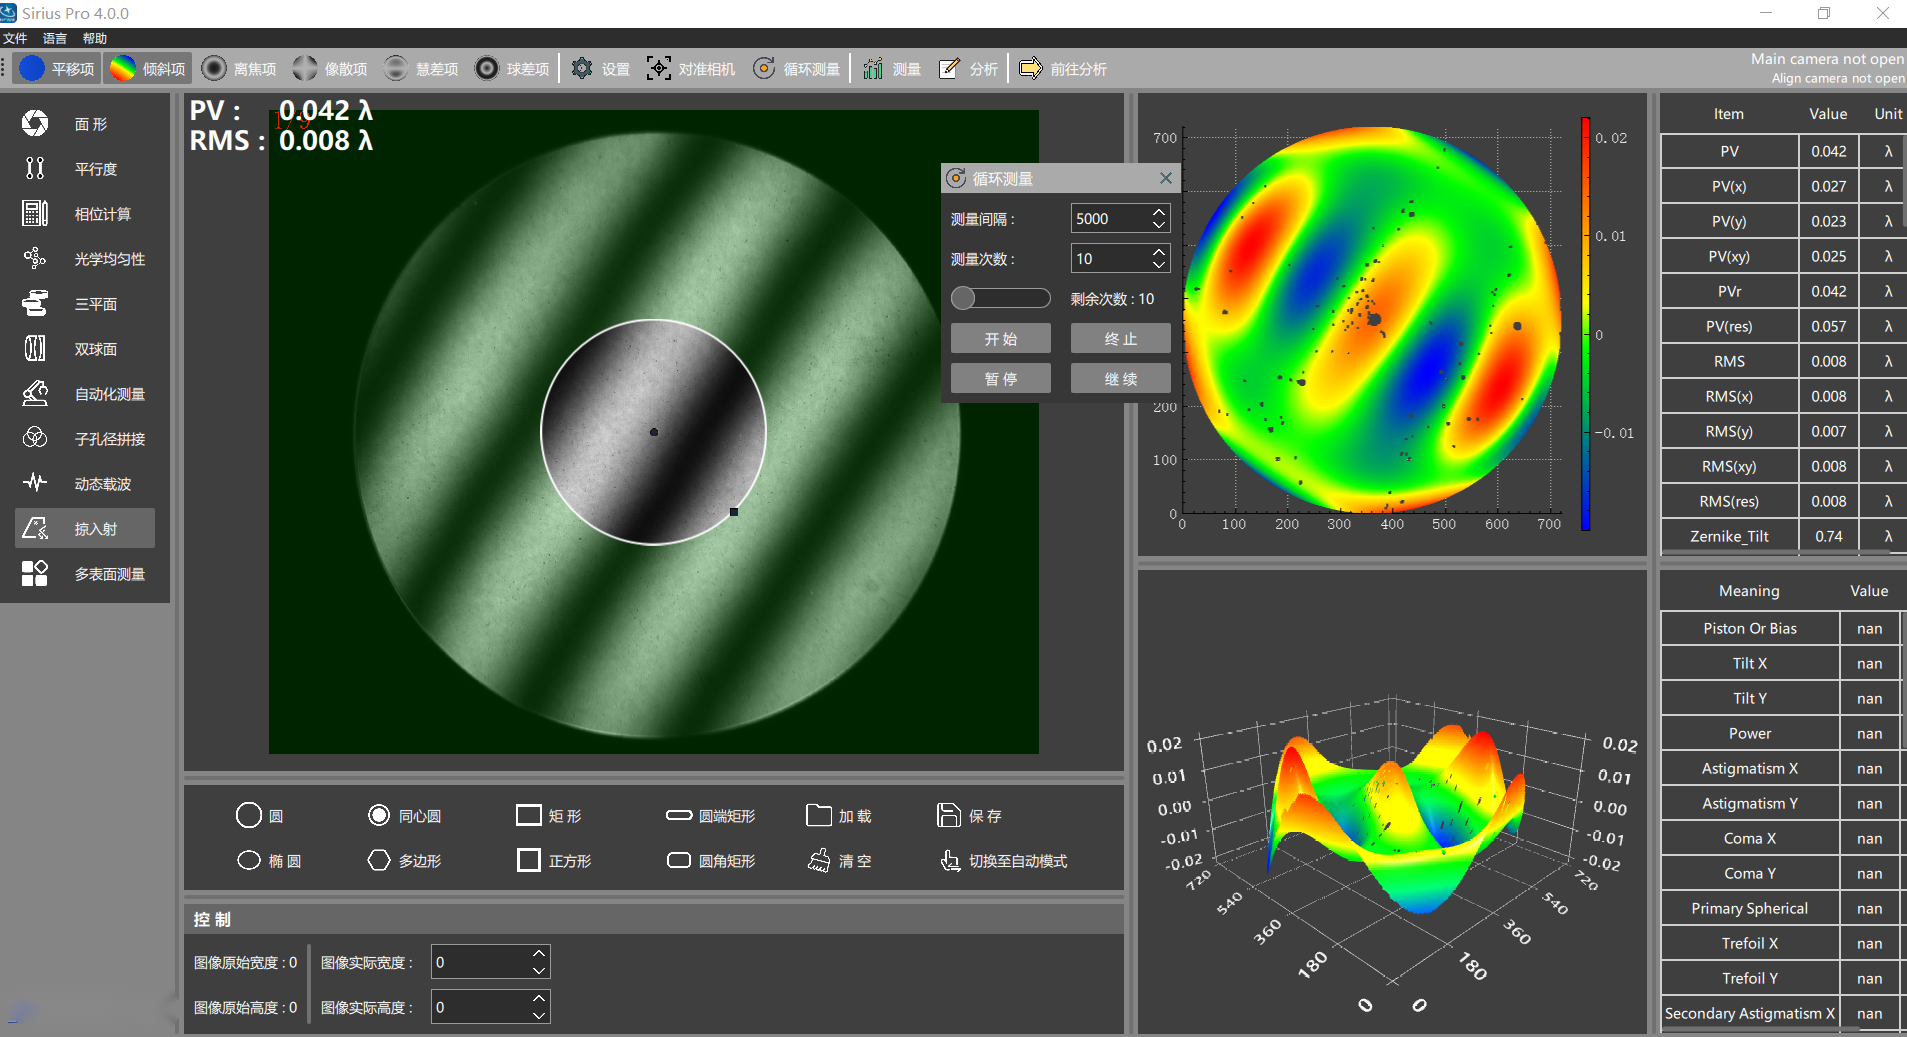 Sirius Pro 4.0.0
文件 语言 帮助
平移项 倾斜项 离焦项 像散项 慧差项 球差项 设置 对准相机 循环测量 测量 分析 前往分析
Main camera not open
Align camera not open
面 形
平行度
相位计算
光学均匀性
三平面
双球面
自动化测量
子孔径拼接
动态载波
掠入射
多表面测量
PV : 0.042 λ
RMS : 0.008 λ
1/9
循环测量
测量间隔 : 5000
测量次数 : 10
剩余次数 : 10
开 始 终 止
暂 停 继 续
700
200
100
0
0 100 200 300 400 500 600 700
0.02
0.01
0
-0.01
0.02
0.01
0.00
-0.01
-0.02
720
540
360
180
0
0.02
0.01
0.00
-0.01
-0.02
720
540
360
180
0
圆 同心圆 矩 形 圆端矩形 加 载 保 存
椭 圆 多边形 正方形 圆角矩形 清 空 切换至自动模式
控 制
图像原始宽度 : 0 图像实际宽度 : 0
图像原始高度 : 0 图像实际高度 : 0
Item Value Unit
PV 0.042 λ
PV(x) 0.027 λ
PV(y) 0.023 λ
PV(xy) 0.025 λ
PVr 0.042 λ
PV(res) 0.057 λ
RMS 0.008 λ
RMS(x) 0.008 λ
RMS(y) 0.007 λ
RMS(xy) 0.008 λ
RMS(res) 0.008 λ
Zernike_Tilt 0.74 λ
Meaning Value
Piston Or Bias nan
Tilt X nan
Tilt Y nan
Power nan
Astigmatism X nan
Astigmatism Y nan
Coma X nan
Coma Y nan
Primary Spherical nan
Trefoil X nan
Trefoil Y nan
Secondary Astigmatism X nan